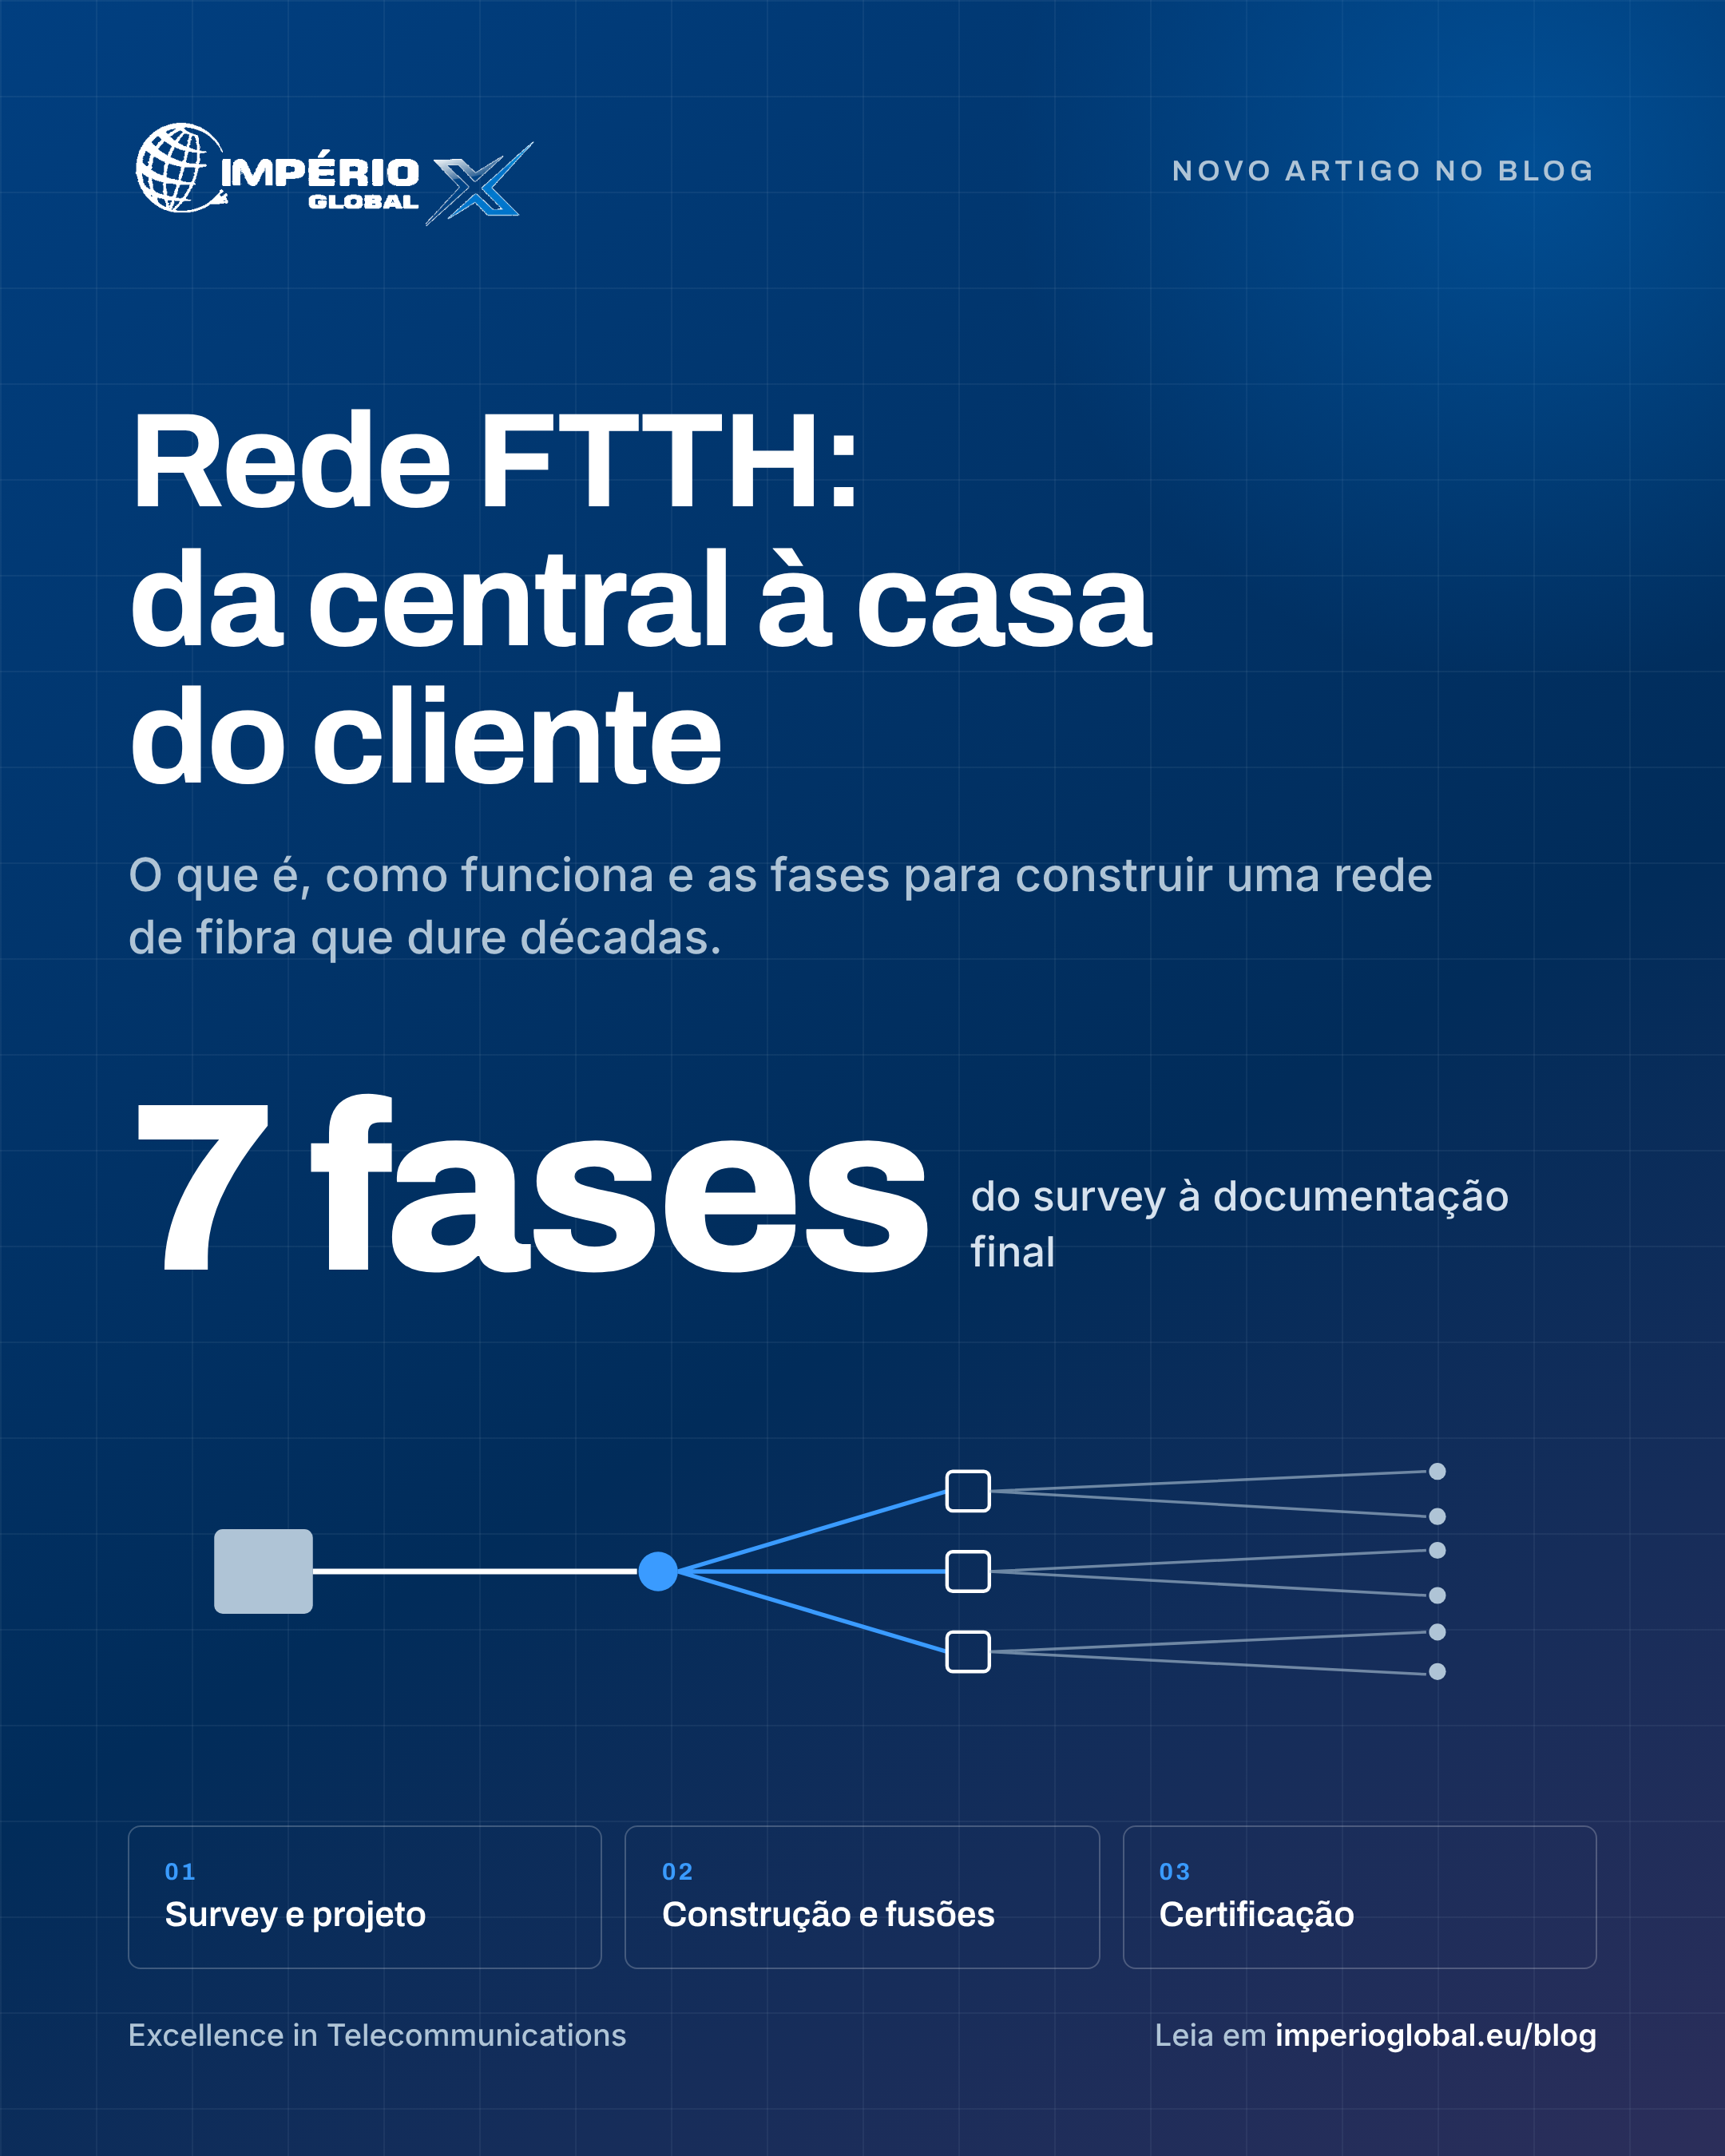 IMPÉRIO
GLOBAL X
NOVO ARTIGO NO BLOG
Rede FTTH:
da central à casa
do cliente
O que é, como funciona e as fases para construir uma rede
de fibra que dure décadas.
7 fases
do survey à documentação
final
01
Survey e projeto
02
Construção e fusões
03
Certificação
Excellence in Telecommunications
Leia em imperioglobal.eu/blog